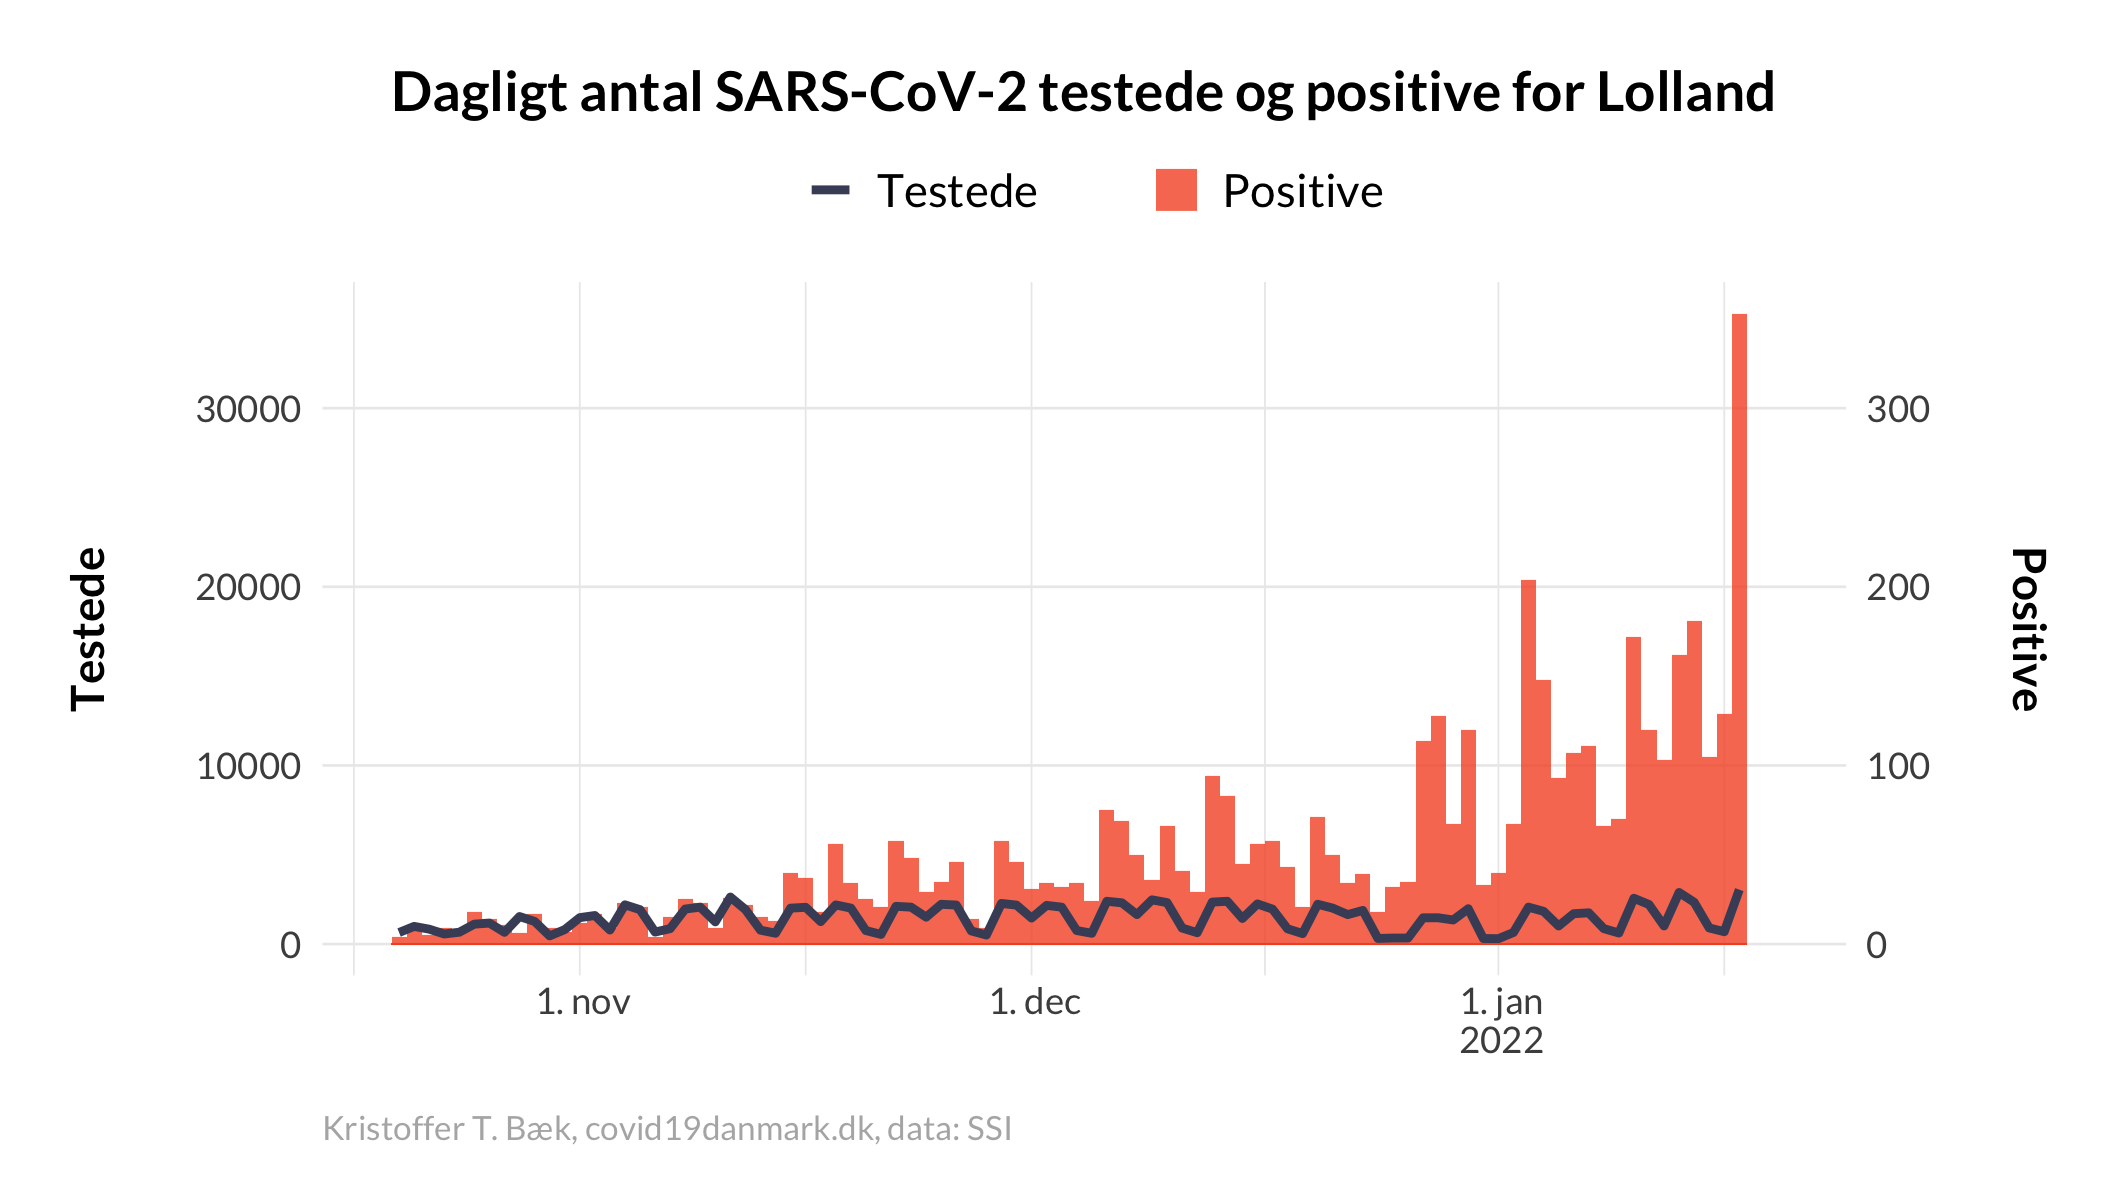 Dagligt antal SARS-CoV-2 testede og positive for Lolland
Testede
Positive
30000
20000
10000
0
300
200
100
0
Testede
Positive
1. nov
1. dec
1. jan
2022
Kristoffer T. Bæk, covid19danmark.dk, data: SSI